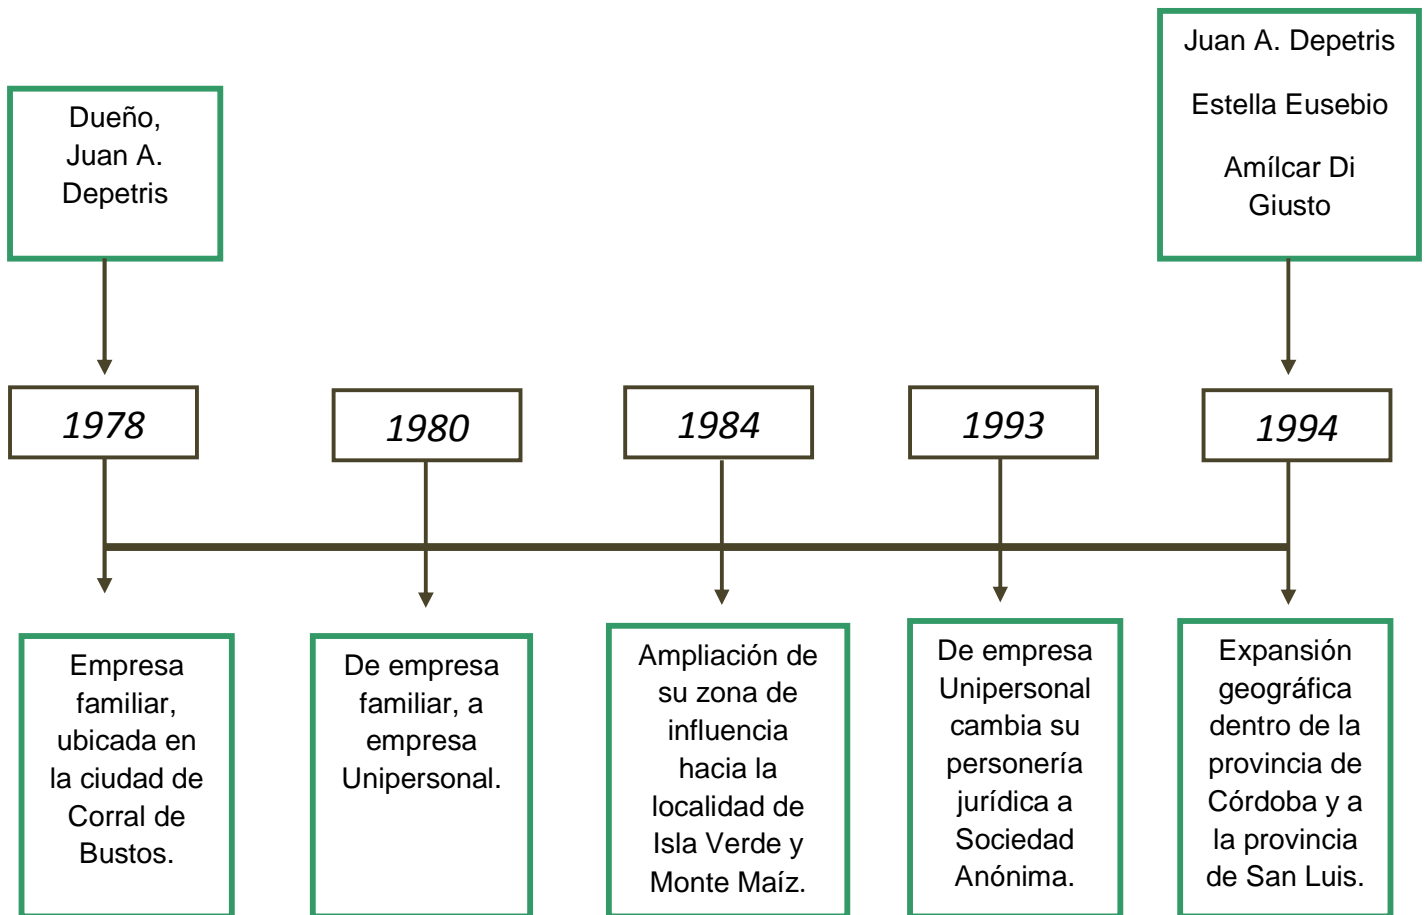 Dueño,
Juan A.
Depetris
Juan A. Depetris
Estella Eusebio
Amílcar Di
Giusto
1978
1980
1984
1993
1994
Empresa
familiar,
ubicada en
la ciudad de
Corral de
Bustos.
De empresa
familiar, a
empresa
Unipersonal.
Ampliación de
su zona de
influencia
hacia la
localidad de
Isla Verde y
Monte Maíz.
De empresa
Unipersonal
cambia su
personería
jurídica a
Sociedad
Anónima.
Expansión
geográfica
dentro de la
provincia de
Córdoba y a
la provincia
de San Luis.